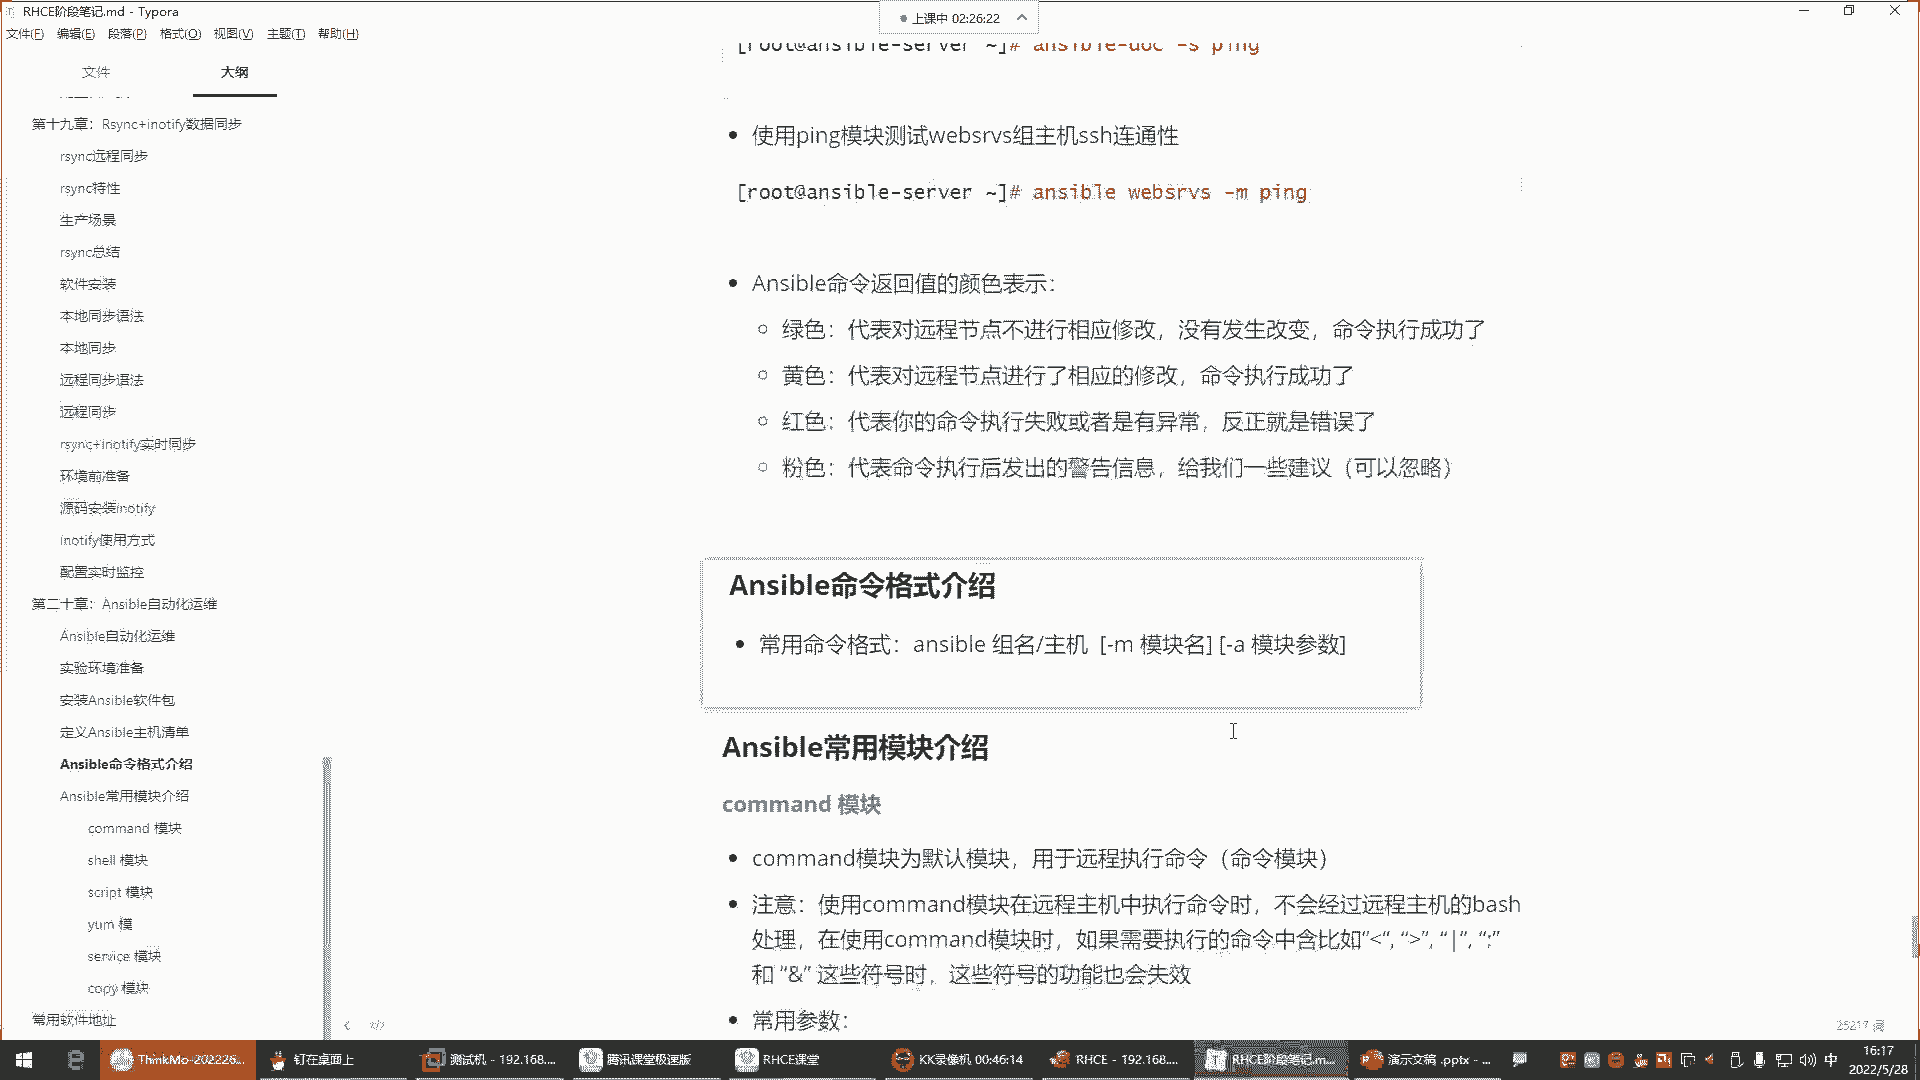 RHCE阶段笔记.md - Typora
上课中 02:26:22
文件(F) 编辑(E) 段落(P) 格式(O) 视图(V) 主题(T) 帮助(H)
文件 大纲
第十九章：Rsync+inotify数据同步
rsync远程同步
rsync特性
生产场景
rsync总结
软件安装
本地同步语法
本地同步
远程同步语法
远程同步
rsync+inotify实时同步
环境前准备
源码安装inotify
inotify使用方式
配置实时监控
第二十章：Ansible自动化运维
Ansible自动化运维
实验环境准备
安装Ansible软件包
定义Ansible主机清单
Ansible命令格式介绍
Ansible常用模块介绍
command 模块
shell 模块
script 模块
yum 模
service 模块
copy 模块
常用软件地址
[root@ansible-server ~]# ansible-doc -s ping
使用ping模块测试websrvs组主机ssh连通性
[root@ansible-server ~]# ansible websrvs -m ping
Ansible命令返回值的颜色表示：
绿色：代表对远程节点不进行相应修改，没有发生改变，命令执行成功了
黄色：代表对远程节点进行了相应的修改，命令执行成功了
红色：代表你的命令执行失败或者是有异常，反正就是错误了
粉色：代表命令执行后发出的警告信息，给我们一些建议（可以忽略）
Ansible命令格式介绍
常用命令格式：ansible 组名/主机 [-m 模块名] [-a 模块参数]
Ansible常用模块介绍
command 模块
command模块为默认模块，用于远程执行命令（命令模块）
注意：使用command模块在远程主机中执行命令时，不会经过远程主机的bash
处理，在使用command模块时，如果需要执行的命令中含比如“<“, “>”, “|”, “;”
和 “&” 这些符号时，这些符号的功能也会失效
常用参数：
25217 词
ThinkMo-202226... 钉在桌面上 测试机 - 192.168.... 腾讯课堂极速版 RHCE课堂 KK录像机 00:46:14 RHCE - 192.168.... RHCE阶段笔记.m... 演示文稿 .pptx - ... 中 16:17
2022/5/28